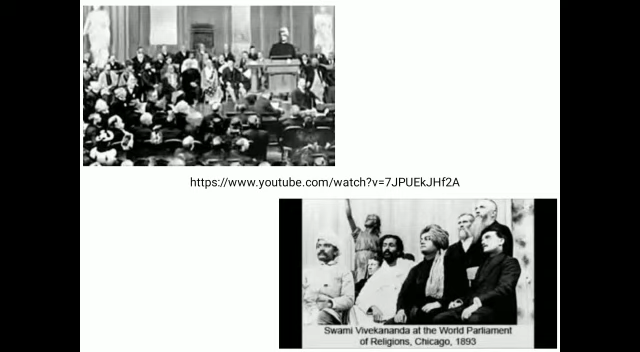 https://www.youtube.com/watch?v=7JPUEkJHf2A
Swami Vivekananda at the World Parliament
of Religions, Chicago, 1893